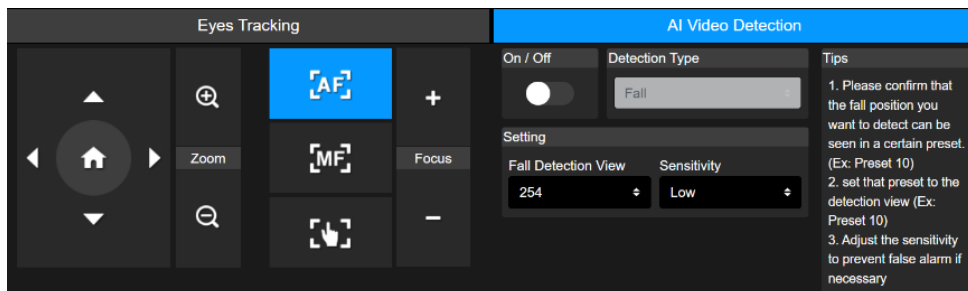 Eyes Tracking
AI Video Detection
AF
MF
Zoom
Focus
On / Off
Detection Type
Fall
Setting
Fall Detection View
Sensitivity
254
Low
Tips
1. Please confirm that
the fall position you
want to detect can be
seen in a certain preset.
(Ex: Preset 10)
2. set that preset to the
detection view (Ex:
Preset 10)
3. Adjust the sensitivity
to prevent false alarm if
necessary